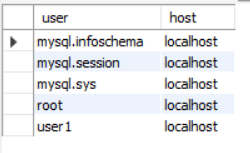 user host
mysql.infoschema localhost
mysql.session localhost
mysql.sys localhost
root localhost
user1 localhost